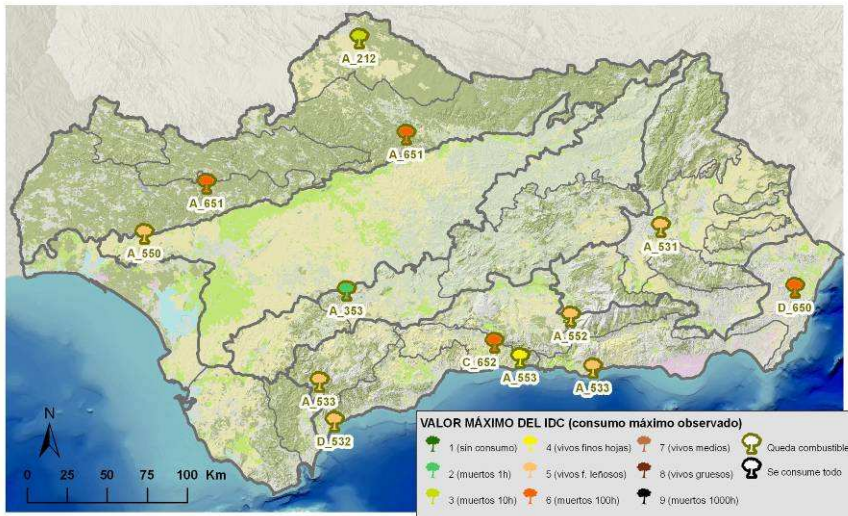 A_212
A_651
A_651
A_550
A_531
D_650
A_353
A_552
C_652
A_553
A_533
A_533
D_532
N
0 25 50 100 Km
VALOR MÁXIMO DEL IDC (consumo máximo observado)
1 (sin consumo) 4 (vivos finos hojas) 7 (vivos medios) Queda combustible
2 (muertos 1h) 5 (vivos f. leñosos) 8 (vivos gruesos) Se consume todo
3 (muertos 10h) 6 (muertos 100h) 9 (muertos 1000h)